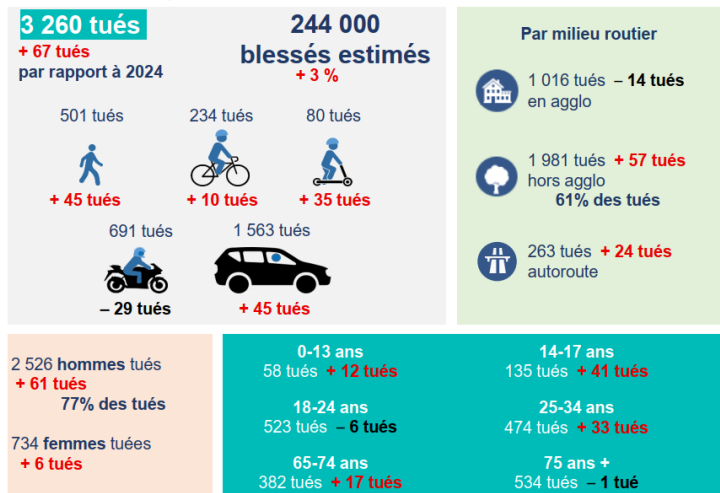 3 260 tués
+ 67 tués
par rapport à 2024
244 000
blessés estimés
+ 3 %
501 tués
+ 45 tués
234 tués
+ 10 tués
80 tués
+ 35 tués
691 tués
– 29 tués
1 563 tués
+ 45 tués
Par milieu routier
1 016 tués – 14 tués
en agglo
1 981 tués + 57 tués
hors agglo
61% des tués
263 tués + 24 tués
autoroute
2 526 hommes tués
+ 61 tués
77% des tués
734 femmes tuées
+ 6 tués
0-13 ans
58 tués + 12 tués
14-17 ans
135 tués + 41 tués
18-24 ans
523 tués – 6 tués
25-34 ans
474 tués + 33 tués
65-74 ans
382 tués + 17 tués
75 ans +
534 tués – 1 tué